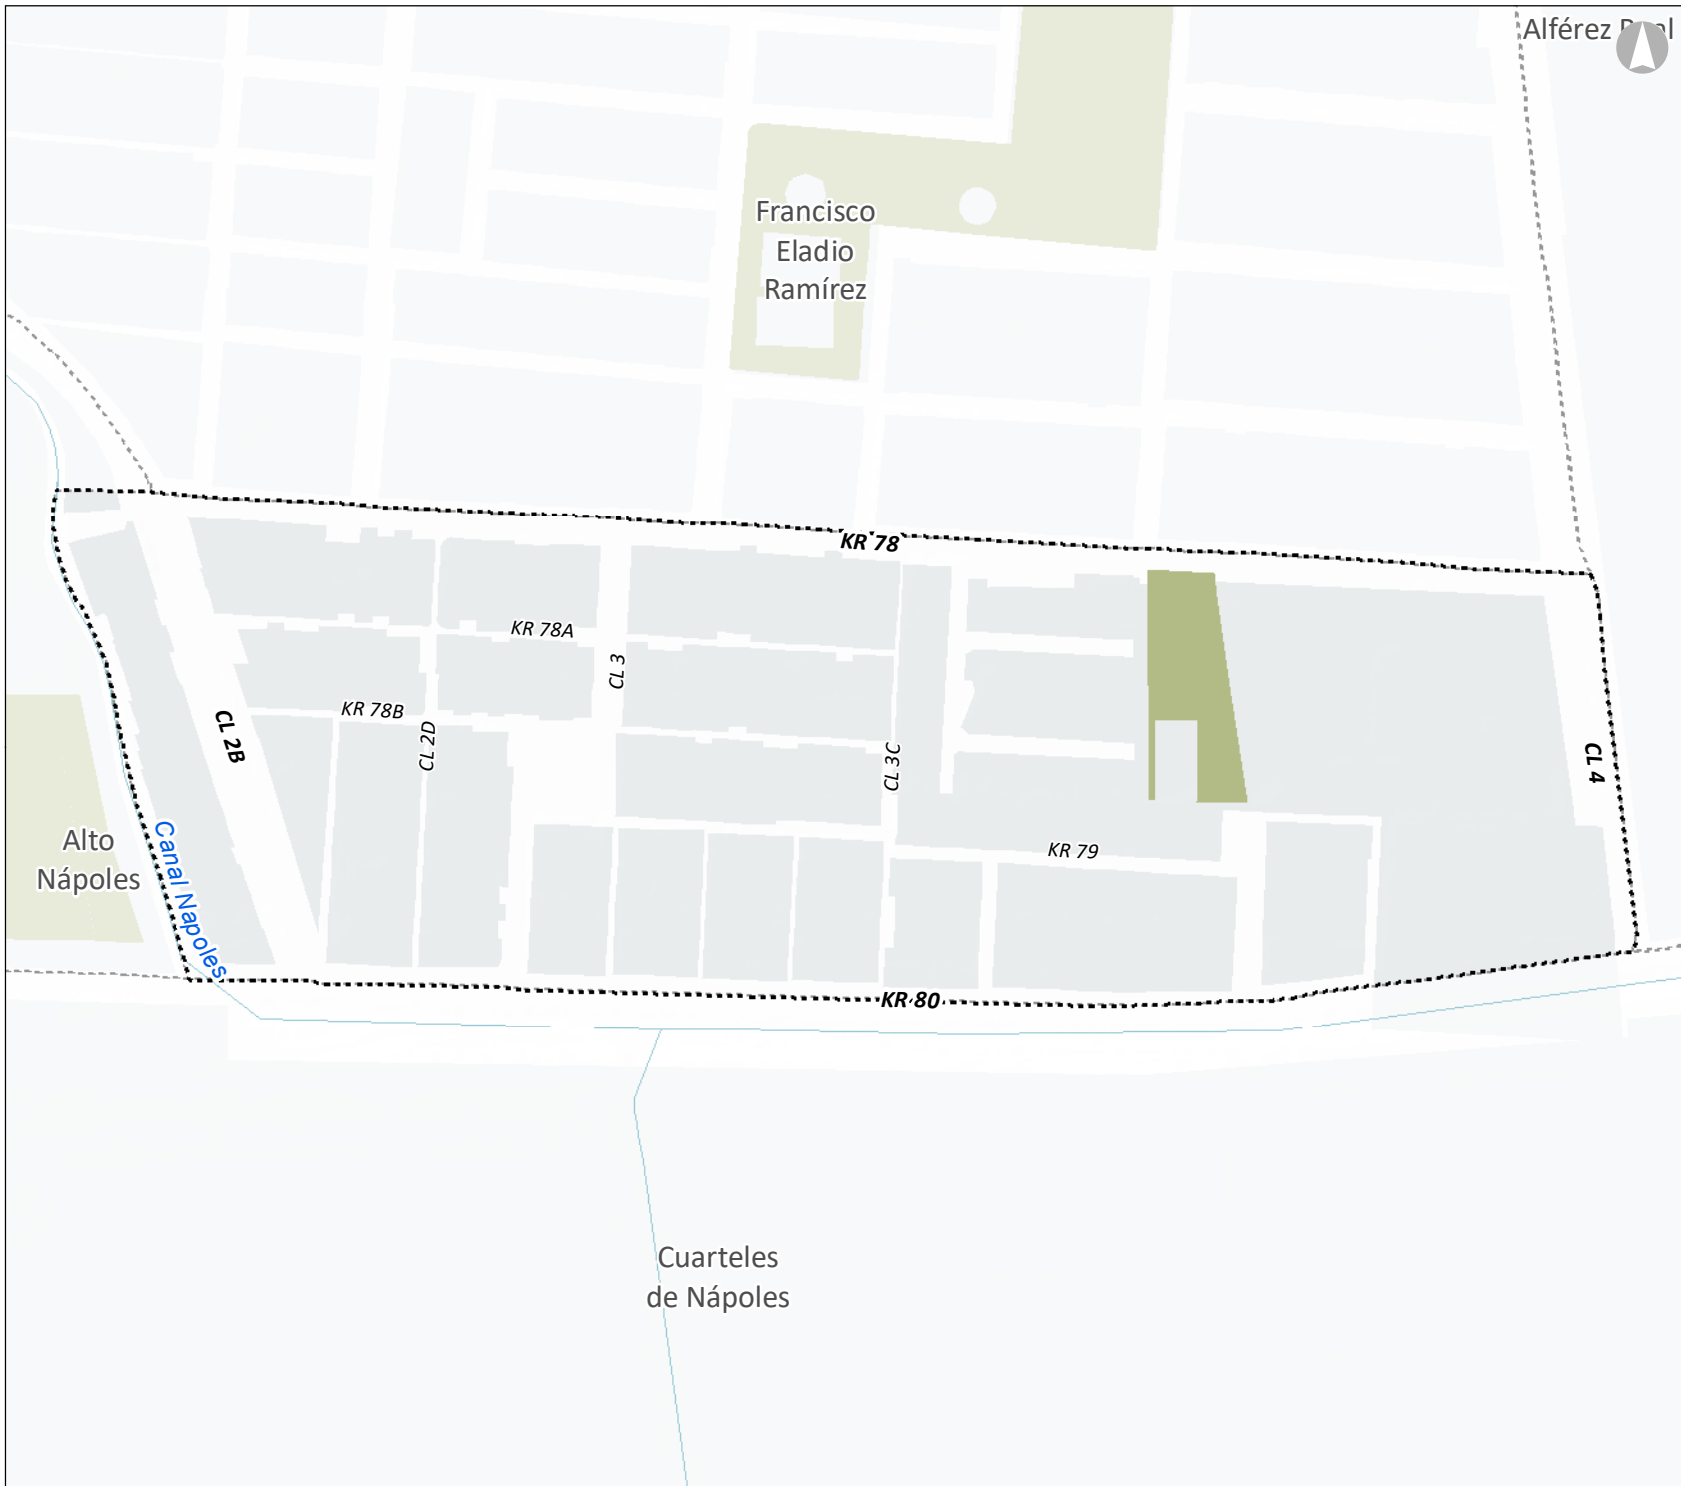 Alférez
Francisco
Eladio
Ramírez
KR 78
KR 78A
CL 3
KR 78B
CL 2B
CL 2D
CL 3C
CL 4
Alto
Nápoles
Canal Napoles
KR 79
KR 80
Cuarteles
de Nápoles